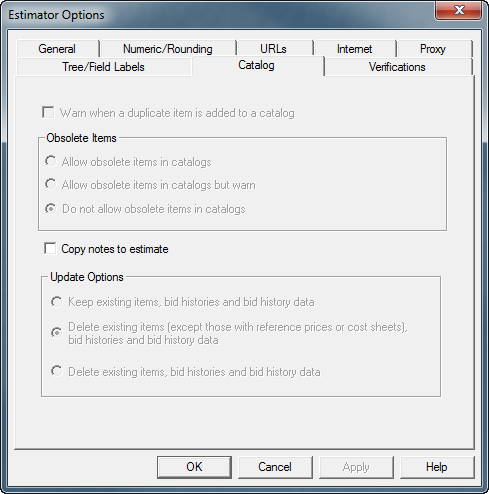 Estimator Options
General Numeric/Rounding URLs Internet Proxy
Tree/Field Labels Catalog Verifications
Warn when a duplicate item is added to a catalog
Obsolete Items
Allow obsolete items in catalogs
Allow obsolete items in catalogs but warn
Do not allow obsolete items in catalogs
Copy notes to estimate
Update Options
Keep existing items, bid histories and bid history data
Delete existing items (except those with reference prices or cost sheets),
bid histories and bid history data
Delete existing items, bid histories and bid history data
OK Cancel Apply Help